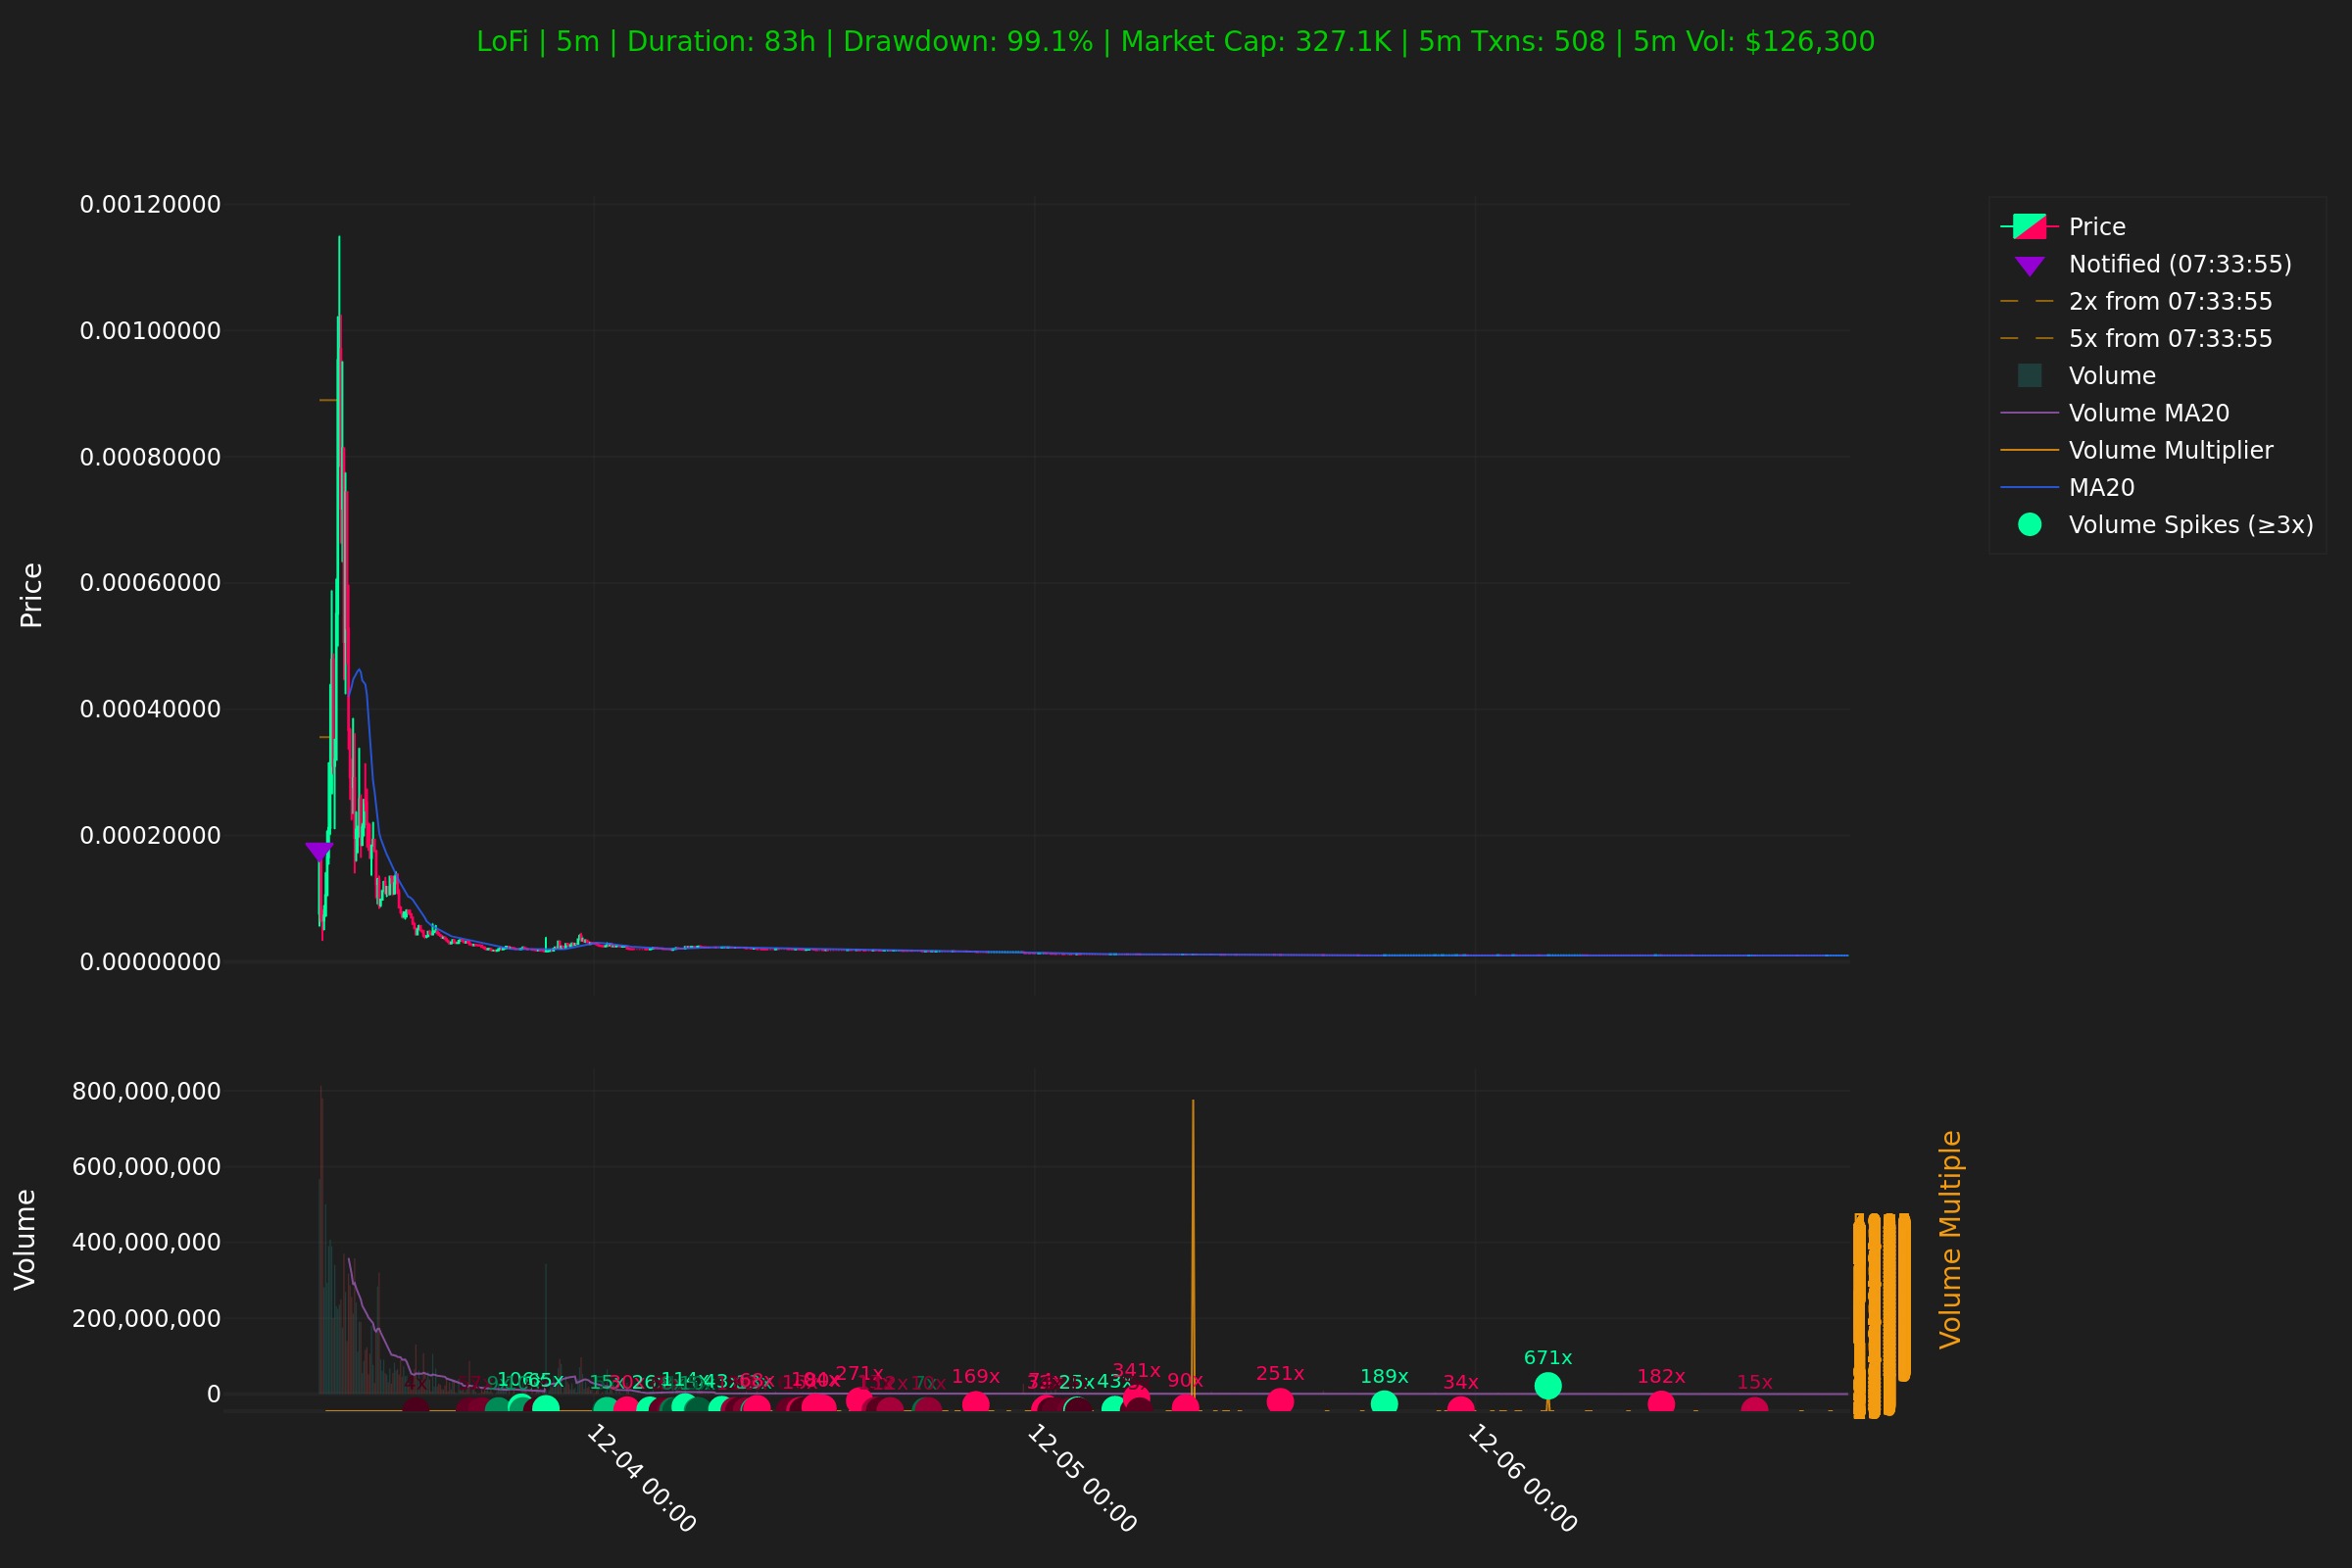 LoFi | 5m | Duration: 83h | Drawdown: 99.1% | Market Cap: 327.1K | 5m Txns: 508 | 5m Vol: $126,300
Price
0.00120000
0.00100000
0.00080000
0.00060000
0.00040000
0.00020000
0.00000000
Price
Notified (07:33:55)
2x from 07:33:55
5x from 07:33:55
Volume
Volume MA20
Volume Multiplier
MA20
Volume Spikes (≥3x)
Volume
800,000,000
600,000,000
400,000,000
200,000,000
0
65x
271x
169x
25x
43x
341x
90x
251x
189x
34x
671x
182x
15x
Volume Multiple
12-04 00:00
12-05 00:00
12-06 00:00